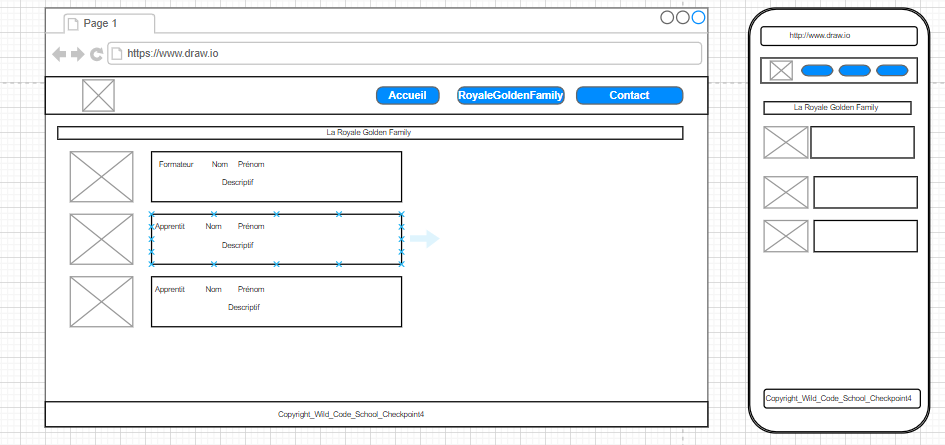 Page 1
https://www.draw.io
Accueil RoyaleGoldenFamily Contact
La Royale Golden Family
Formateur Nom Prénom
Descriptif
Apprentit Nom Prénom
Descriptif
Apprentit Nom Prénom
Descriptif
Copyright_Wild_Code_School_Checkpoint4
http://www.draw.io
La Royale Golden Family
Copyright_Wild_Code_School_Checkpoint4